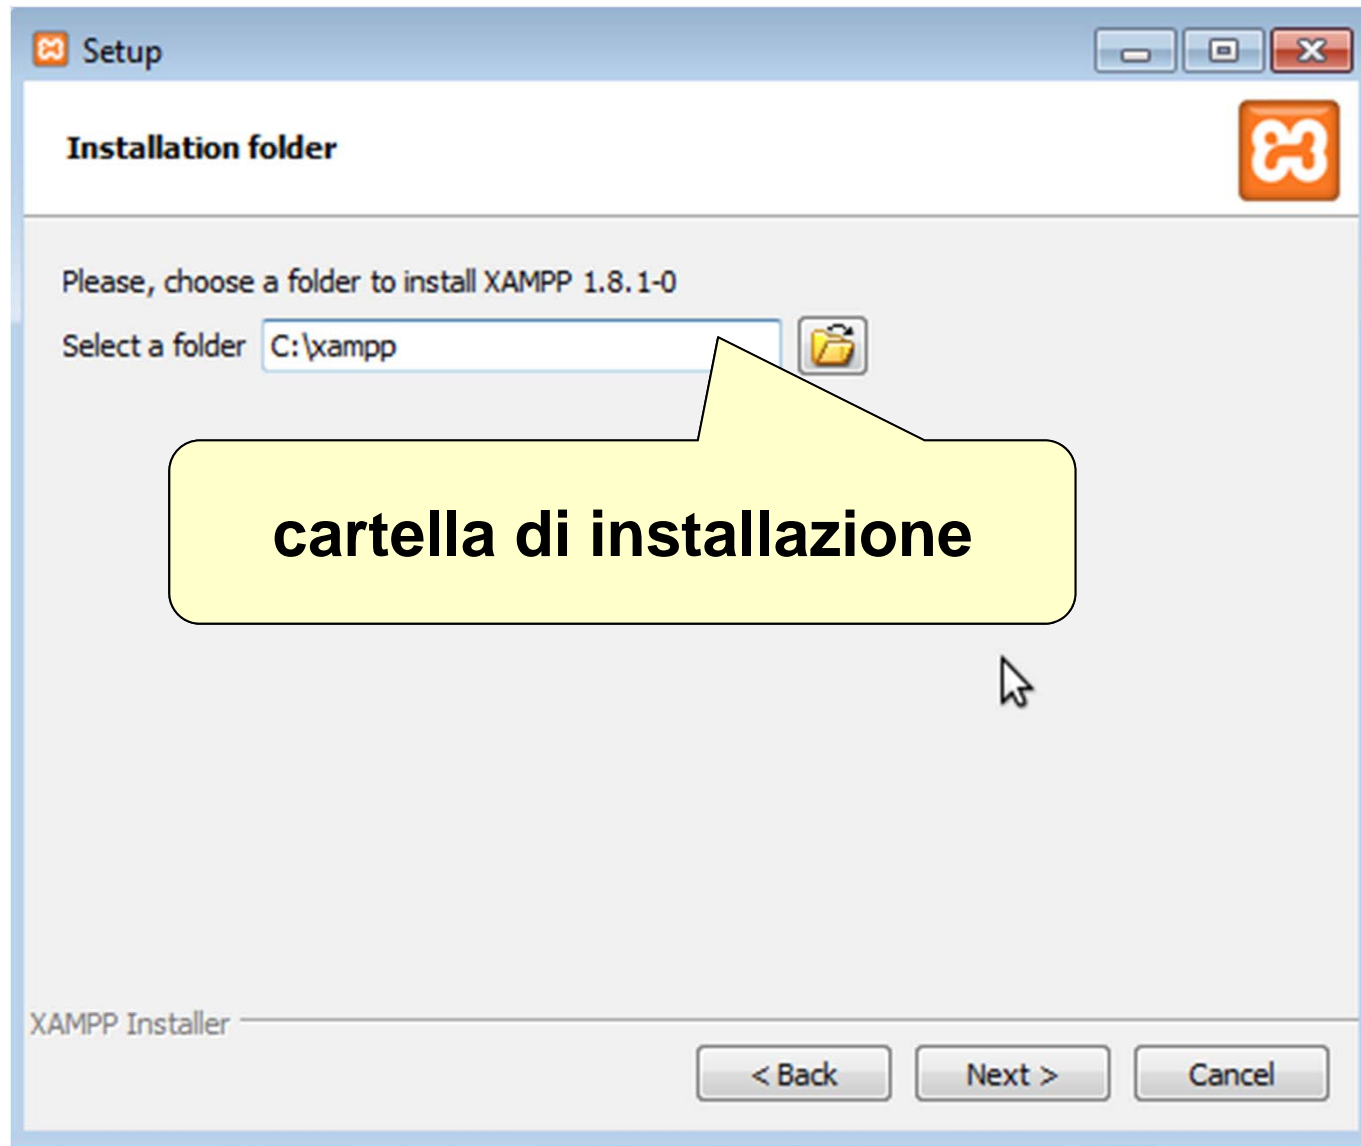 Setup
Installation folder
Please, choose a folder to install XAMPP 1.8.1-0
Select a folder C:\xampp
cartella di installazione
XAMPP Installer
< Back Next > Cancel